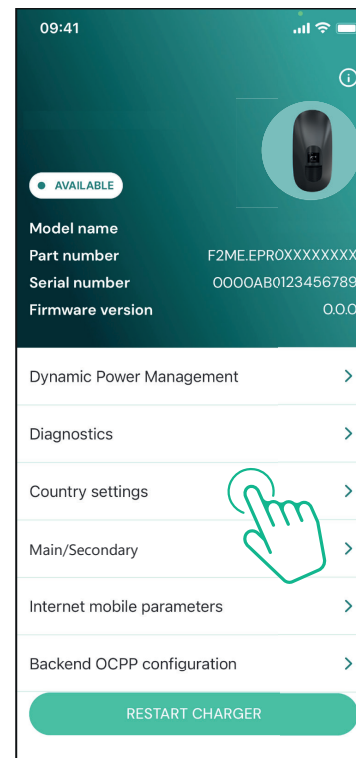 09:41
AVAILABLE
Model name
Part number F2ME.EPR0XXXXXXXX
Serial number 0000AB0123456789
Firmware version 0.0.0
Dynamic Power Management
Diagnostics
Country settings
Main/Secondary
Internet mobile parameters
Backend OCPP configuration
RESTART CHARGER